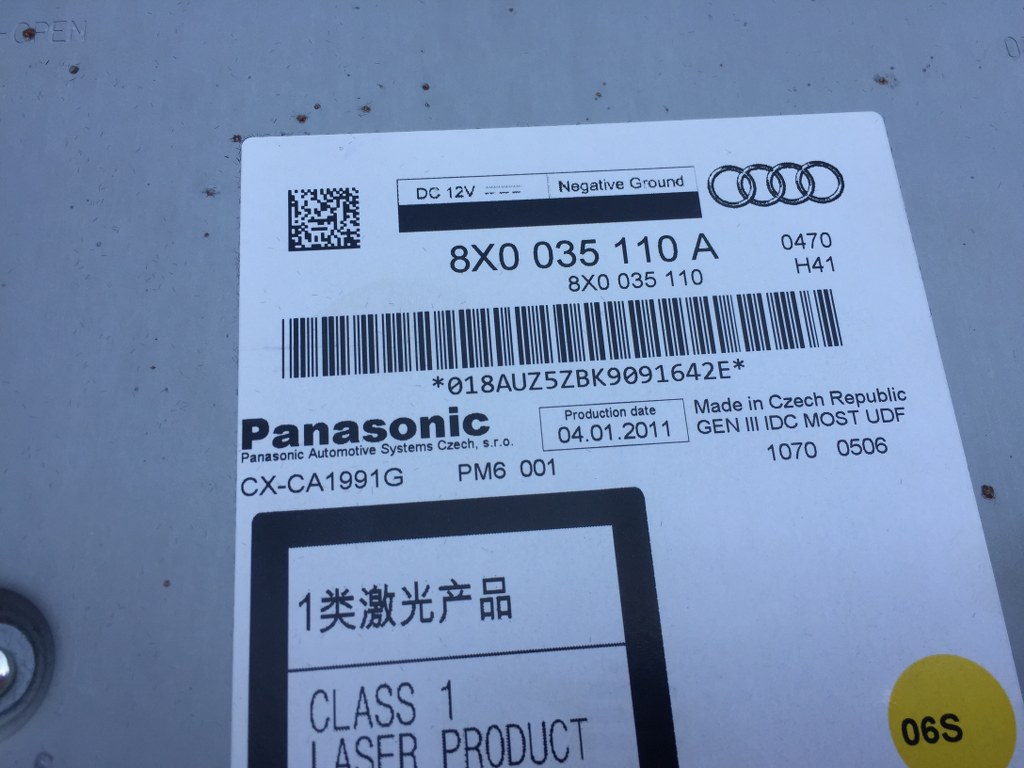 -OPEN
DC 12V
Negative Ground
8X0 035 110 A
0470
8X0 035 110
H41
*018AUZ5ZBK9091642E*
Panasonic
Panasonic Automotive Systems Czech, s.r.o.
Production date
04.01.2011
Made in Czech Republic
GEN III IDC MOST UDF
1070 0506
CX-CA1991G
PM6 001
1类激光产品
CLASS 1
LASER PRODUCT
06S